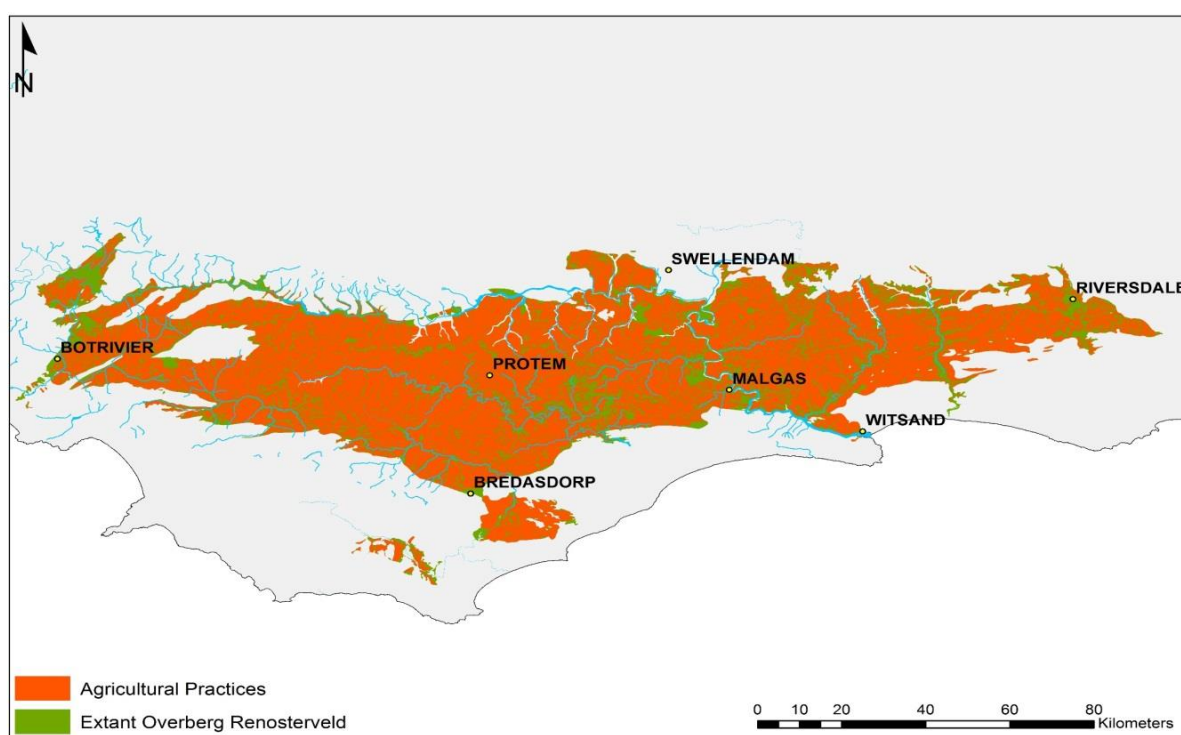 N
SWELLENDAM
RIVERSDALE
BOTRIVIER
PROTEM
MALGAS
WITSAND
BREDASDORP
Agricultural Practices
Extant Overberg Renosterveld
0 5 10 20 40 60 80
Kilometers